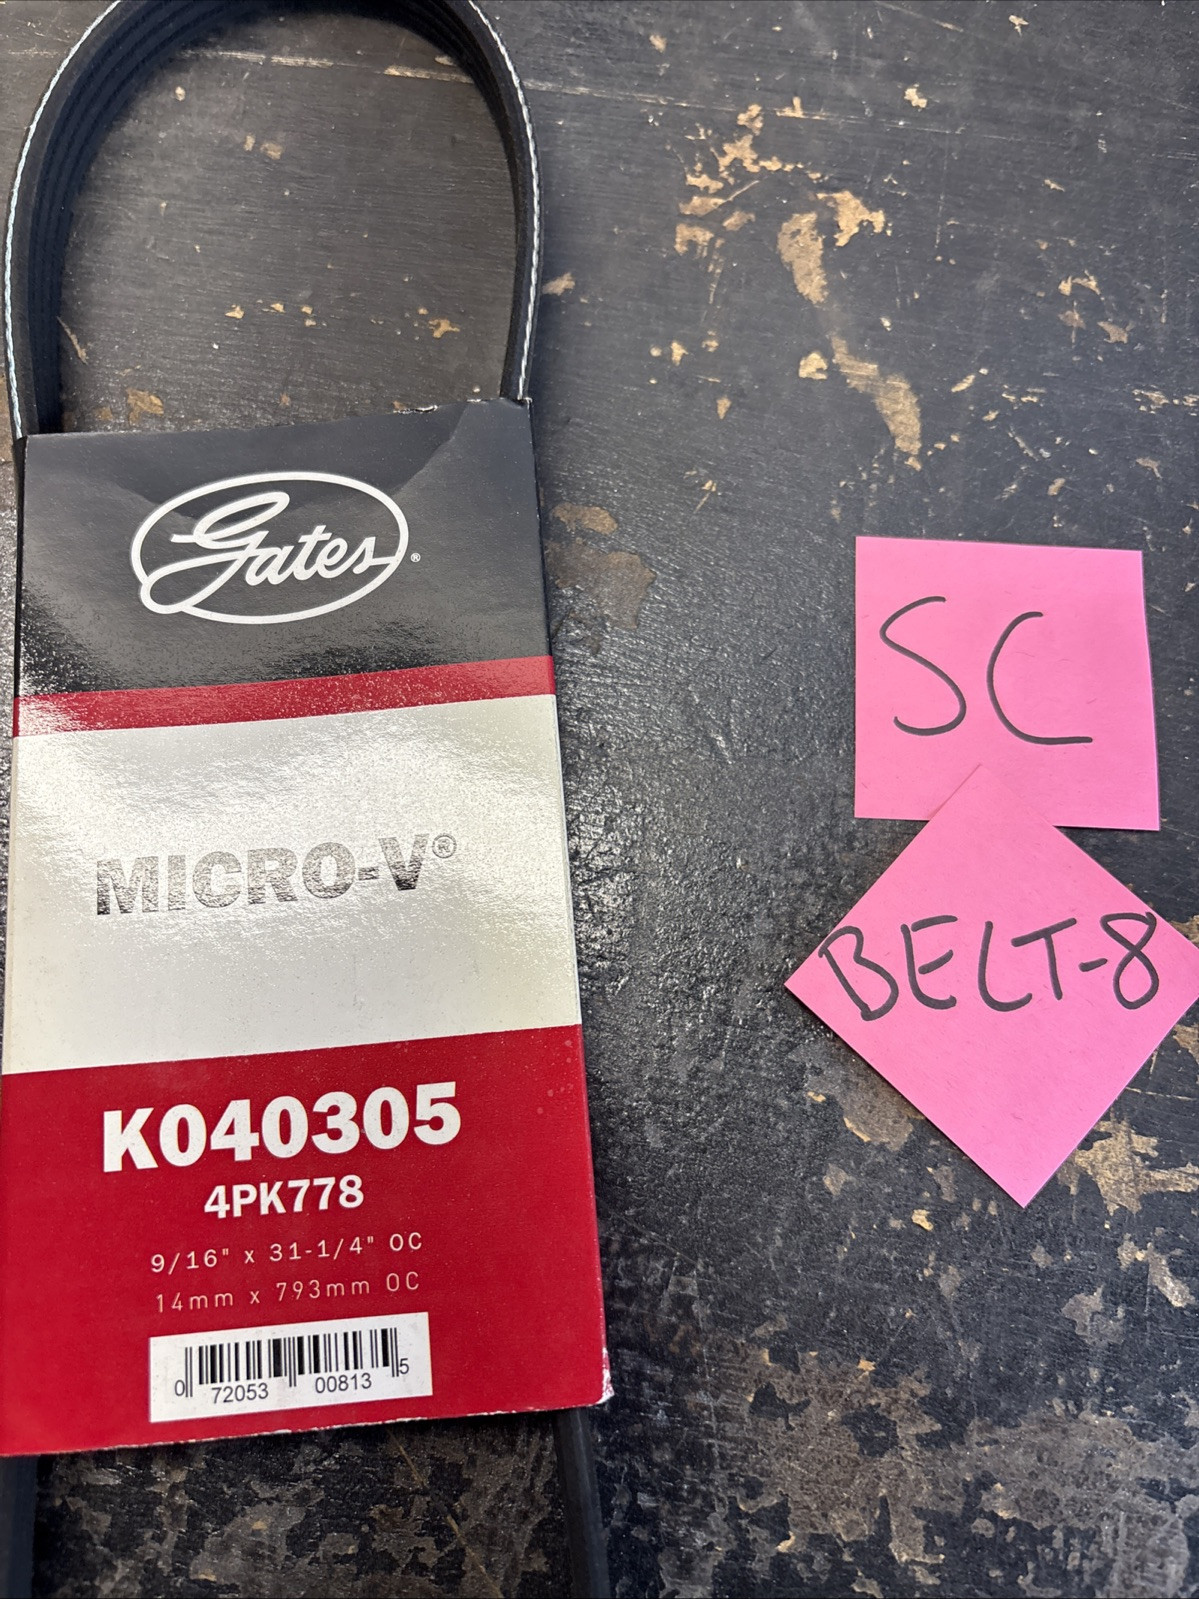 Gates®
MICRO-V®
K040305
4PK778
9/16" x 31-1/4" OC
14mm x 793mm OC
0 72053 00813 5
SC
BELT-8